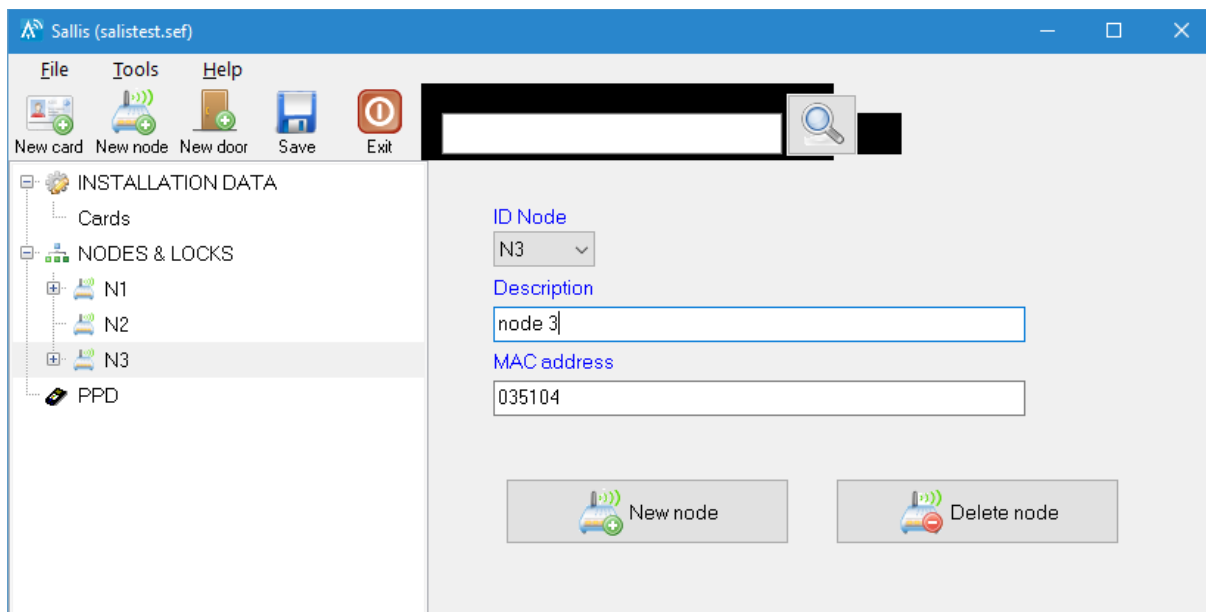 Sallis (salistest.sef)
File Tools Help
New card New node New door Save Exit
INSTALLATION DATA
Cards
NODES & LOCKS
N1
N2
N3
PPD
ID Node
N3
Description
node 3
MAC address
035104
New node Delete node